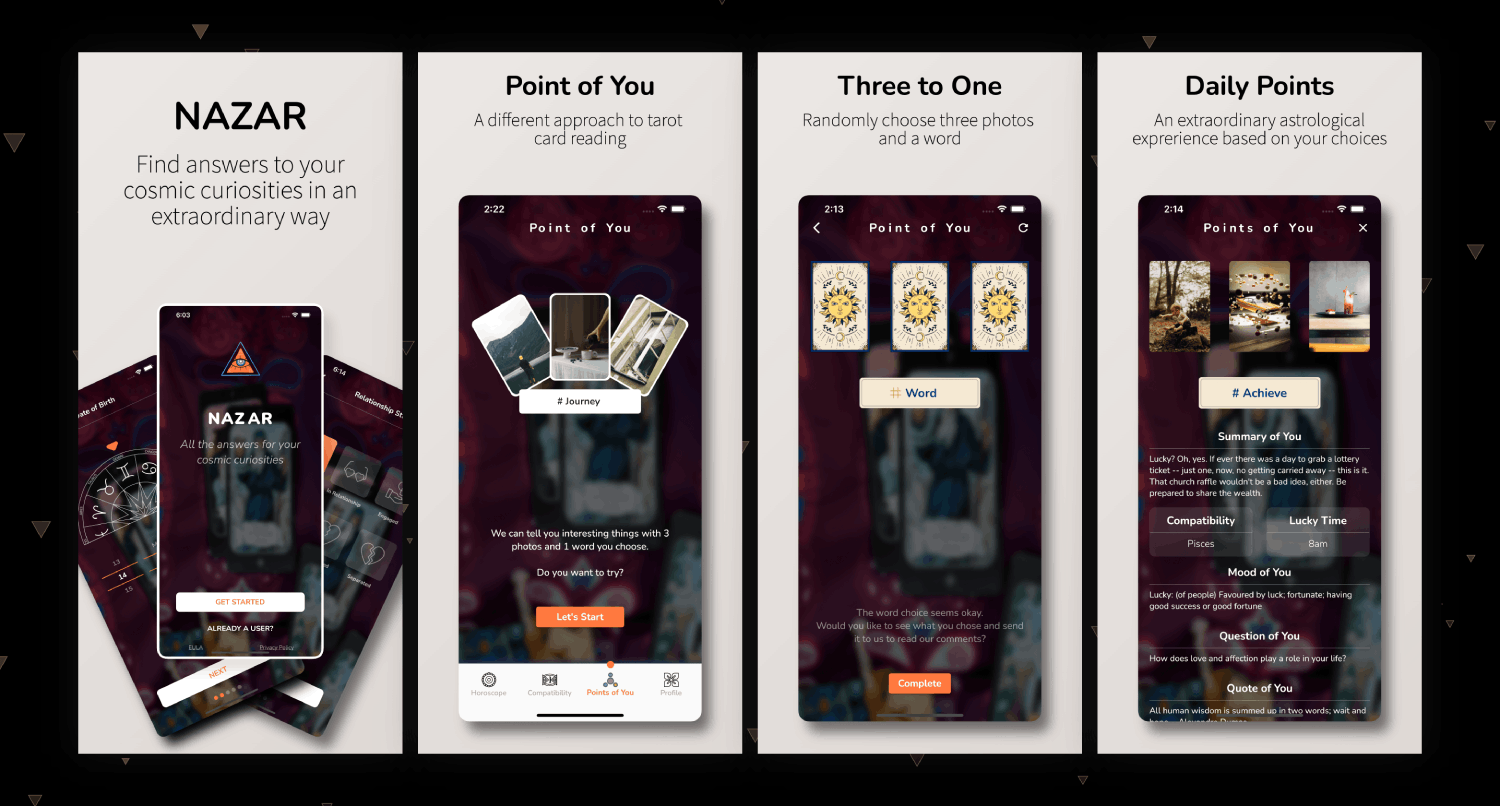 NAZAR
Find answers to your
cosmic curiosities in an
extraordinary way
6:03
NAZAR
All the answers for your
cosmic curiosities
GET STARTED
ALREADY A USER?
EULA
Privacy Policy
of Birth
13
14
15
NEXT
6:14
Relationship
In Relationship
Engaged
Separated
Point of You
A different approach to tarot
card reading
2:22
Point of You
# Journey
We can tell you interesting things with 3
photos and 1 word you choose.
Do you want to try?
Let's Start
Horoscope
Compatibility
Points of You
Profile
Three to One
Randomly choose three photos
and a word
2:13
Point of You
# Word
The word choice seems okay.
Would you like to see what you chose and send
it to us to read our comments?
Complete
Daily Points
An extraordinary astrological
exprerience based on your choices
2:14
Points of You
# Achieve
Summary of You
Lucky? Oh, yes. If ever there was a day to grab a lottery
ticket -- just one, now, no getting carried away -- this is it.
That church raffle wouldn't be a bad idea, either. Be
prepared to share the wealth.
Compatibility
Lucky Time
Pisces
8am
Mood of You
Lucky: (of people) Favoured by luck; fortunate; having
good success or good fortune
Question of You
How does love and affection play a role in your life?
Quote of You
All human wisdom is summed up in two words; wait and